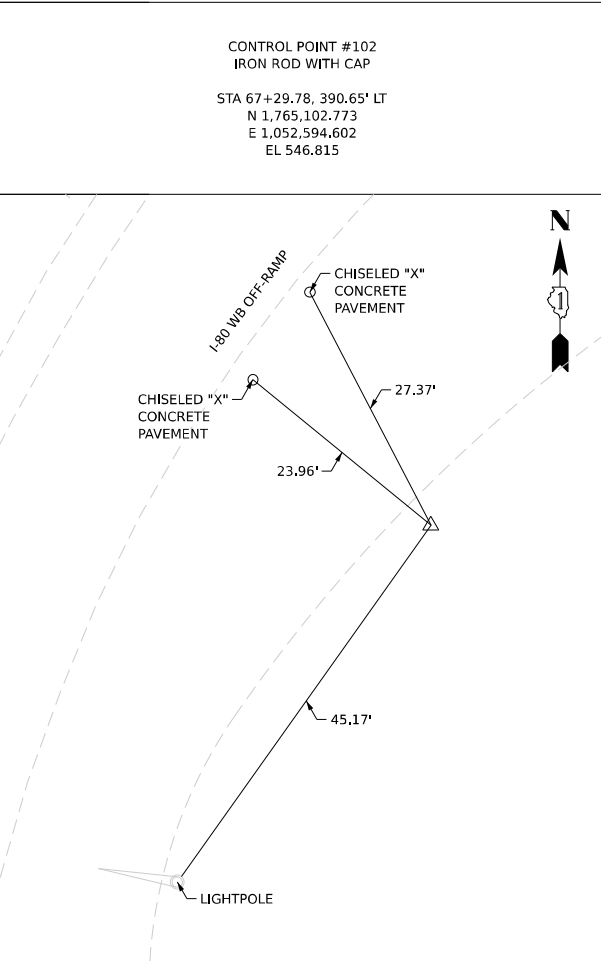 CONTROL POINT #102
IRON ROD WITH CAP
STA 67+29.78, 390.65' LT
N 1,765,102.773
E 1,052,594.602
EL 546.815
N
1
I-80 WB OFF-RAMP
CHISELED "X"
CONCRETE
PAVEMENT
CHISELED "X"
CONCRETE
PAVEMENT
27.37'
23.96'
45.17'
LIGHTPOLE